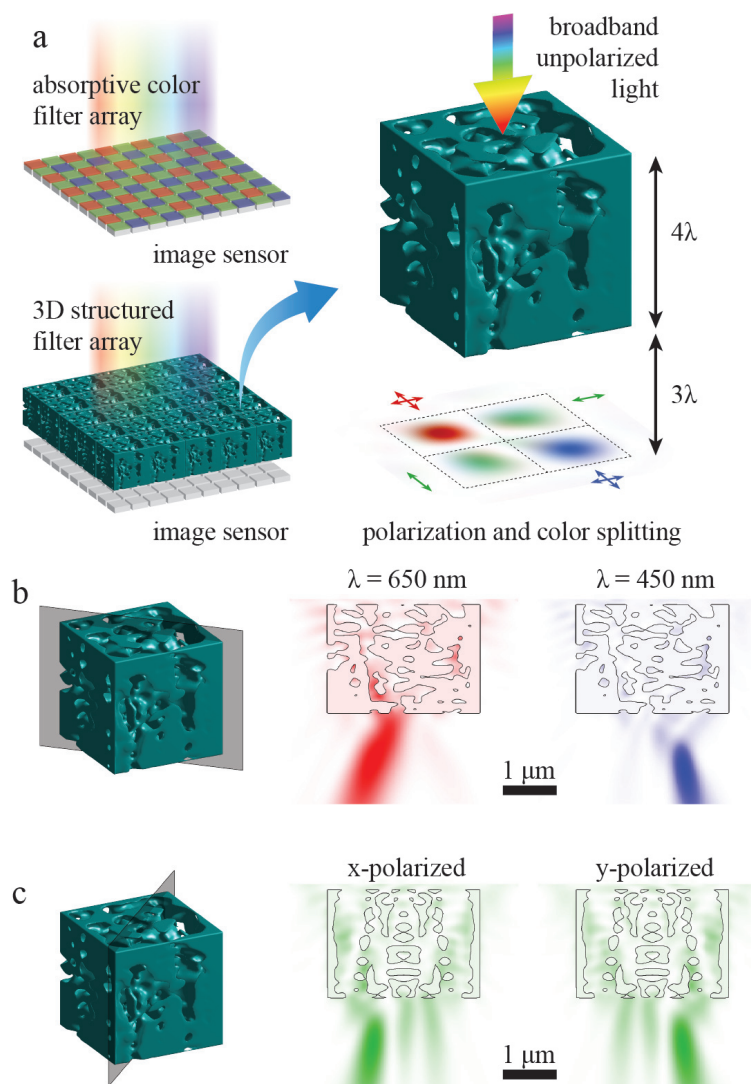 a
absorptive color
filter array
image sensor
3D structured
filter array
image sensor
broadband
unpolarized
light
4λ
3λ
polarization and color splitting
b
λ = 650 nm
λ = 450 nm
1 μm
c
x-polarized
y-polarized
1 μm